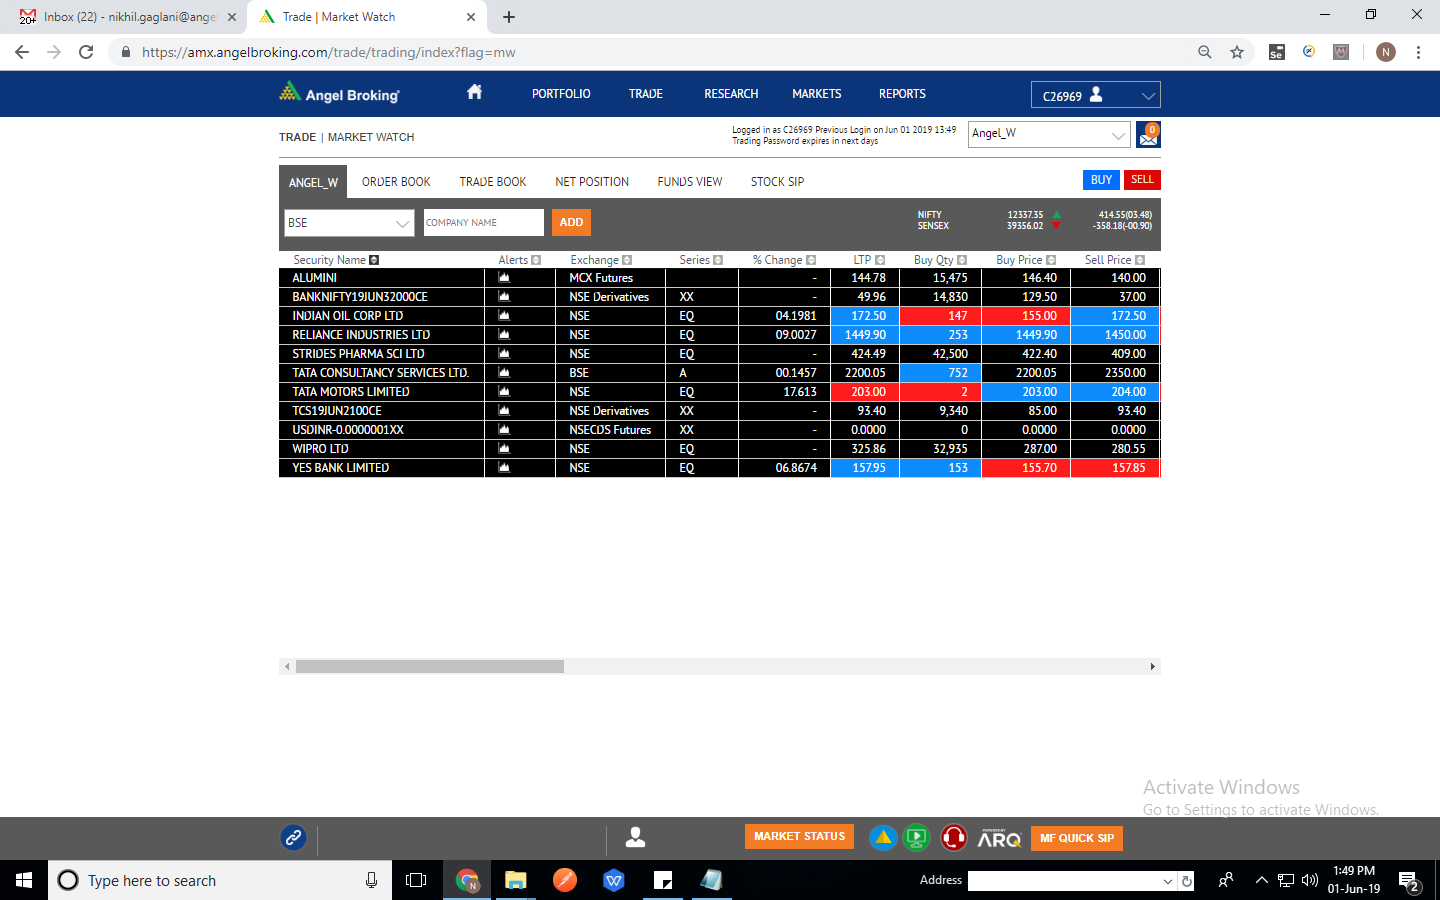 20+ Inbox (22) - nikhil.gaglani@ange
Trade | Market Watch
https://amx.angelbroking.com/trade/trading/index?flag=mw
Se
N
Angel Broking
PORTFOLIO TRADE RESEARCH MARKETS REPORTS
C26969
TRADE | MARKET WATCH
Logged in as C26969 Previous Login on Jun 01 2019 13:49
Trading Password expires in next days
Angel_W
0
ANGEL_W ORDER BOOK TRADE BOOK NET POSITION FUNDS VIEW STOCK SIP
BUY SELL
BSE COMPANY NAME ADD
NIFTY 12337.35 414.55(03.48)
SENSEX 39356.02 -358.18(-00.90)
Security Name Alerts Exchange Series % Change LTP Buy Qty Buy Price Sell Price
ALUMINI MCX Futures - 144.78 15,475 146.40 140.00
BANKNIFTY19JUN32000CE NSE Derivatives XX - 49.96 14,830 129.50 37.00
INDIAN OIL CORP LTD NSE EQ 04.1981 172.50 147 155.00 172.50
RELIANCE INDUSTRIES LTD NSE EQ 09.0027 1449.90 253 1449.90 1450.00
STRIDES PHARMA SCI LTD NSE EQ - 424.49 42,500 422.40 409.00
TATA CONSULTANCY SERVICES LTD. BSE A 00.1457 2200.05 752 2200.05 2350.00
TATA MOTORS LIMITED NSE EQ 17.613 203.00 2 203.00 204.00
TCS19JUN2100CE NSE Derivatives XX - 93.40 9,340 85.00 93.40
USDINR-0.0000001XX NSECDS Futures XX - 0.0000 0 0.0000 0.0000
WIPRO LTD NSE EQ - 325.86 32,935 287.00 280.55
YES BANK LIMITED NSE EQ 06.8674 157.95 153 155.70 157.85
Activate Windows
Go to Settings to activate Windows.
MARKET STATUS
POWERED BY
ARQ
MF QUICK SIP
Type here to search
N
W
Address
1:49 PM
01-Jun-19
2